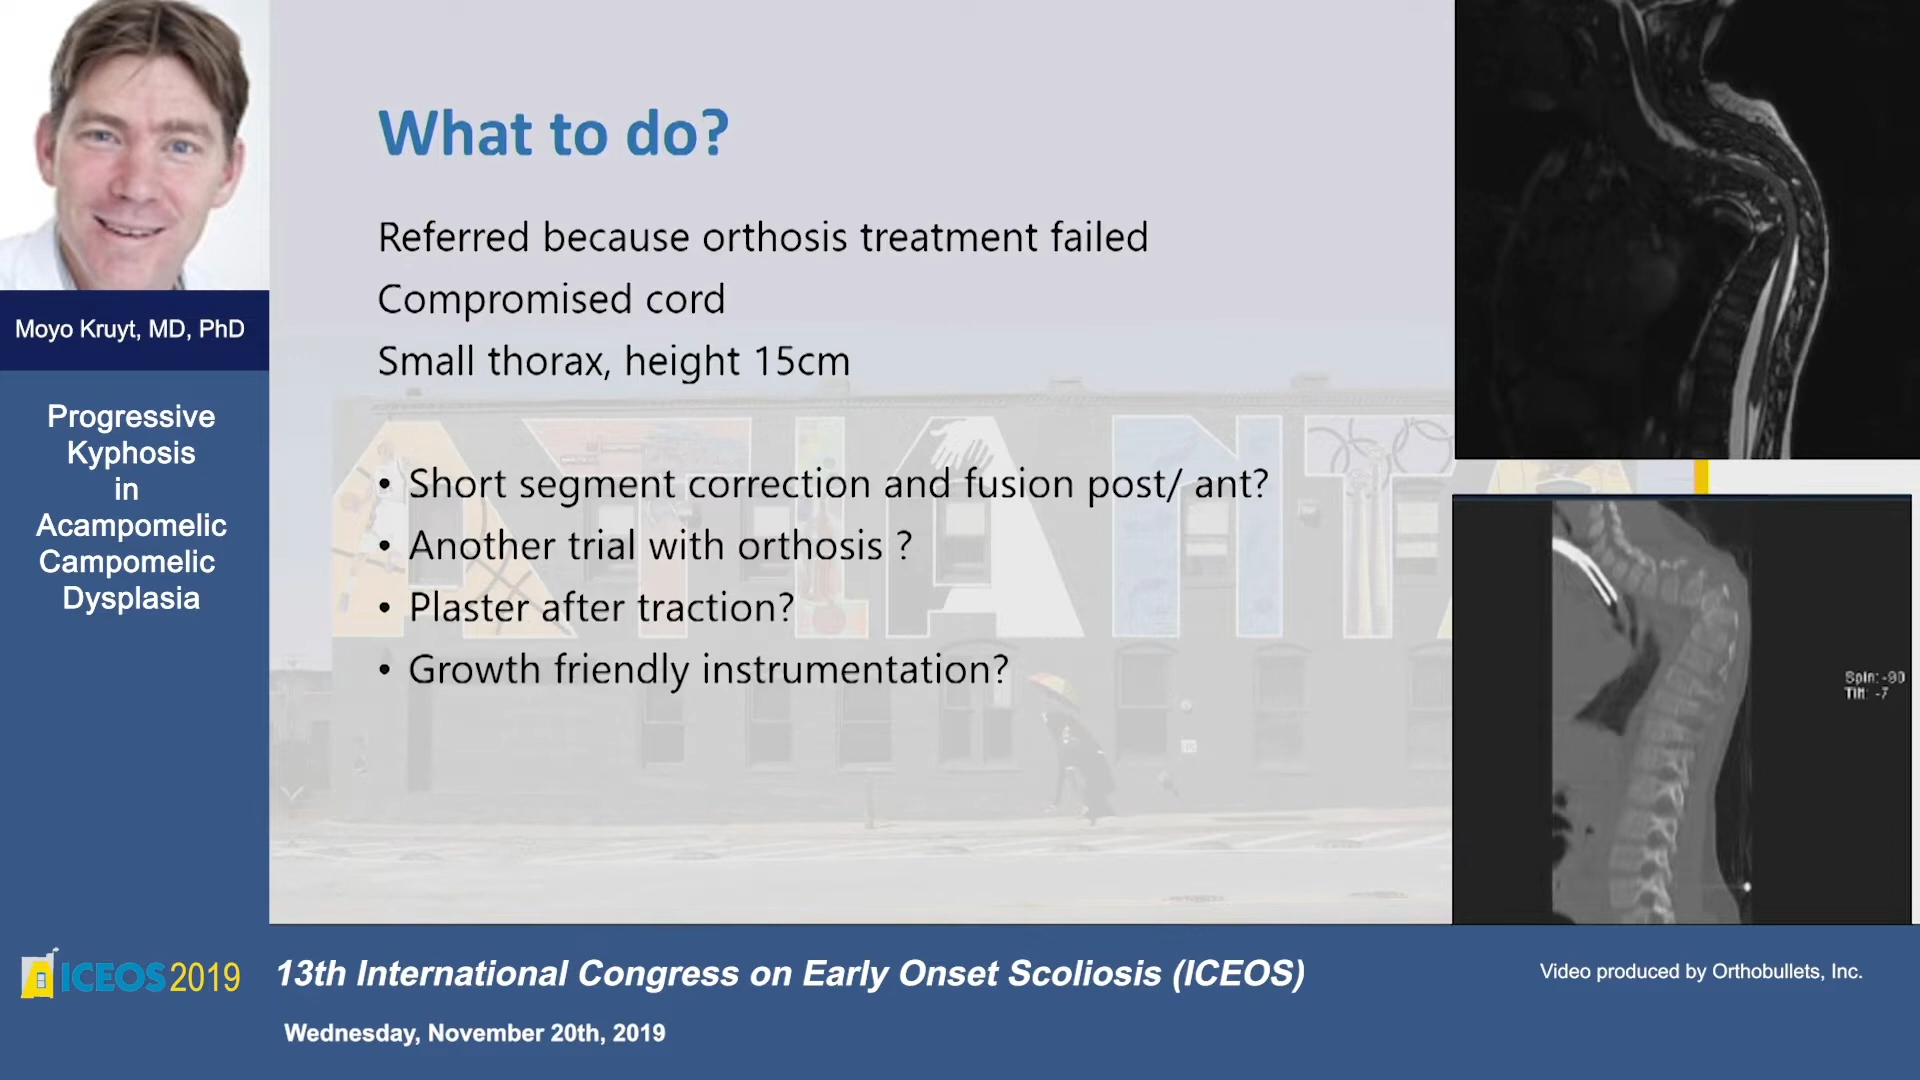 What to do?
Referred because orthosis treatment failed
Compromised cord
Small thorax, height 15cm
• Short segment correction and fusion post/ ant?
• Another trial with orthosis ?
• Plaster after traction?
• Growth friendly instrumentation?
Moyo Kruyt, MD, PhD
Progressive
Kyphosis
in
Acampomelic
Campomelic
Dysplasia
ATLANTA
Spin: -90
Tilt: -7
ICEOS 2019
13th International Congress on Early Onset Scoliosis (ICEOS)
Wednesday, November 20th, 2019
Video produced by Orthobullets, Inc.